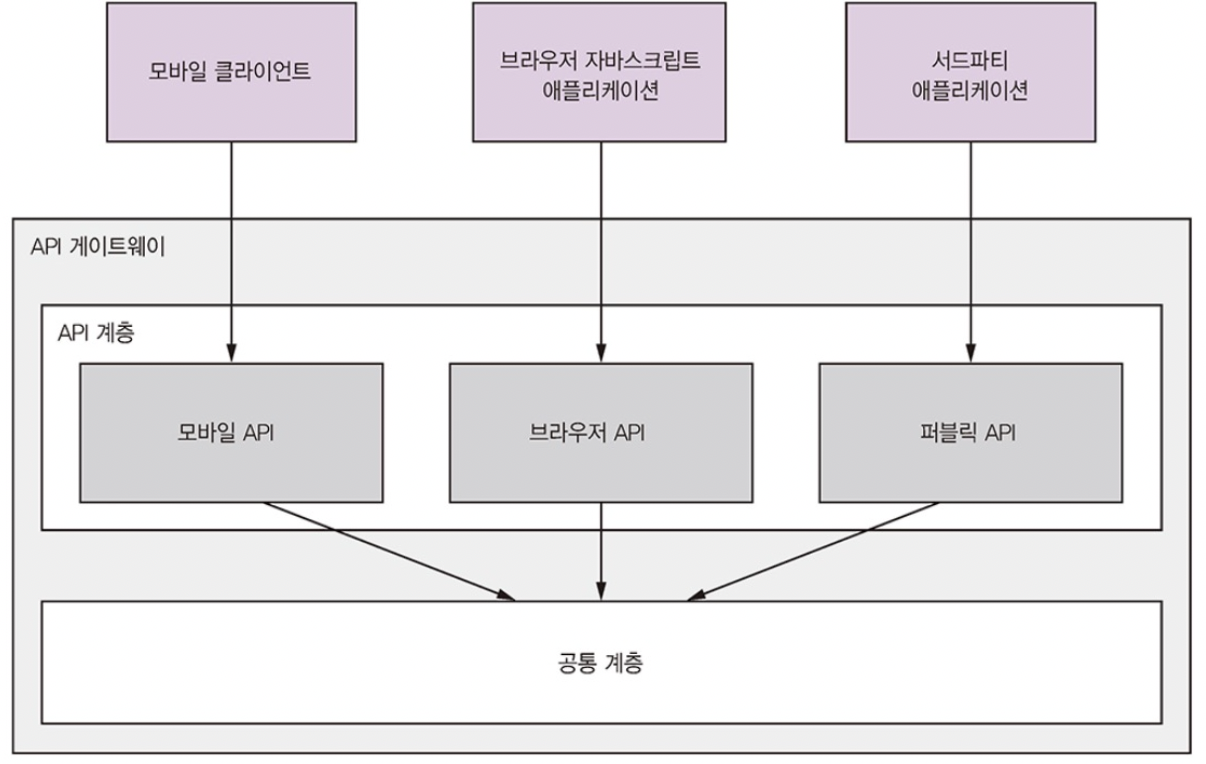 모바일 클라이언트
브라우저 자바스크립트
애플리케이션
서드파티
애플리케이션
API 게이트웨이
API 계층
모바일 API
브라우저 API
퍼블릭 API
공통 계층